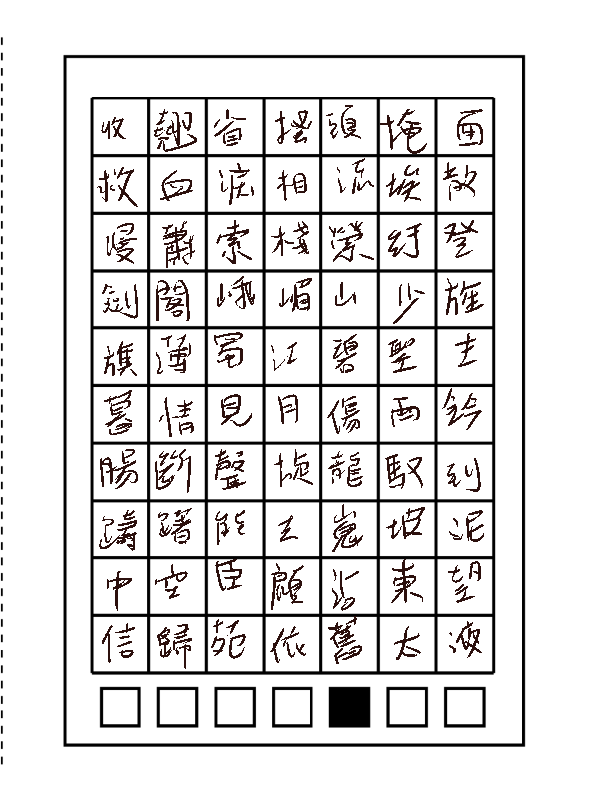 收翹雀搔頭掩面
救血淚相流埃散
漫蕭索棧縈紆登
劍閣峨嵋山少旌
旗薄蜀江碧聖主
暮情見月傷雨鈴
腸斷聲旋龍馭到
躊躇能去嵬坡泥
中空臣顧沾東望
信歸苑依舊太液